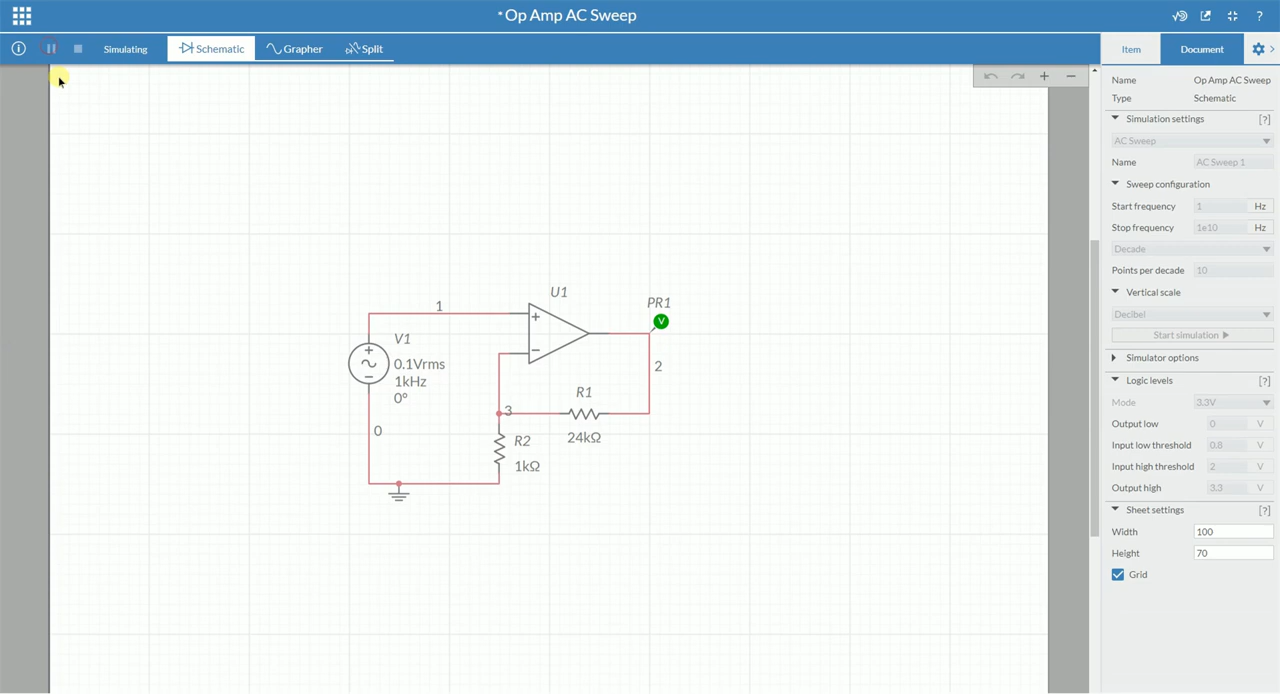 *Op Amp AC Sweep
?
Simulating
Schematic
Grapher
Split
Item
Document
Name Op Amp AC Sweep
Type Schematic
Simulation settings [?]
AC Sweep
Name AC Sweep 1
Sweep configuration
Start frequency 1 Hz
Stop frequency 1e10 Hz
Decade
Points per decade 10
Vertical scale
Decibel
Start simulation
Simulator options
Logic levels [?]
Mode 3.3V
Output low 0 V
Input low threshold 0.8 V
Input high threshold 2 V
Output high 3.3 V
Sheet settings [?]
Width 100
Height 70
Grid
1
U1
PR1
V
V1
0.1Vrms
1kHz
0°
0
+
−
+
−
2
3
R1
24kΩ
R2
1kΩ